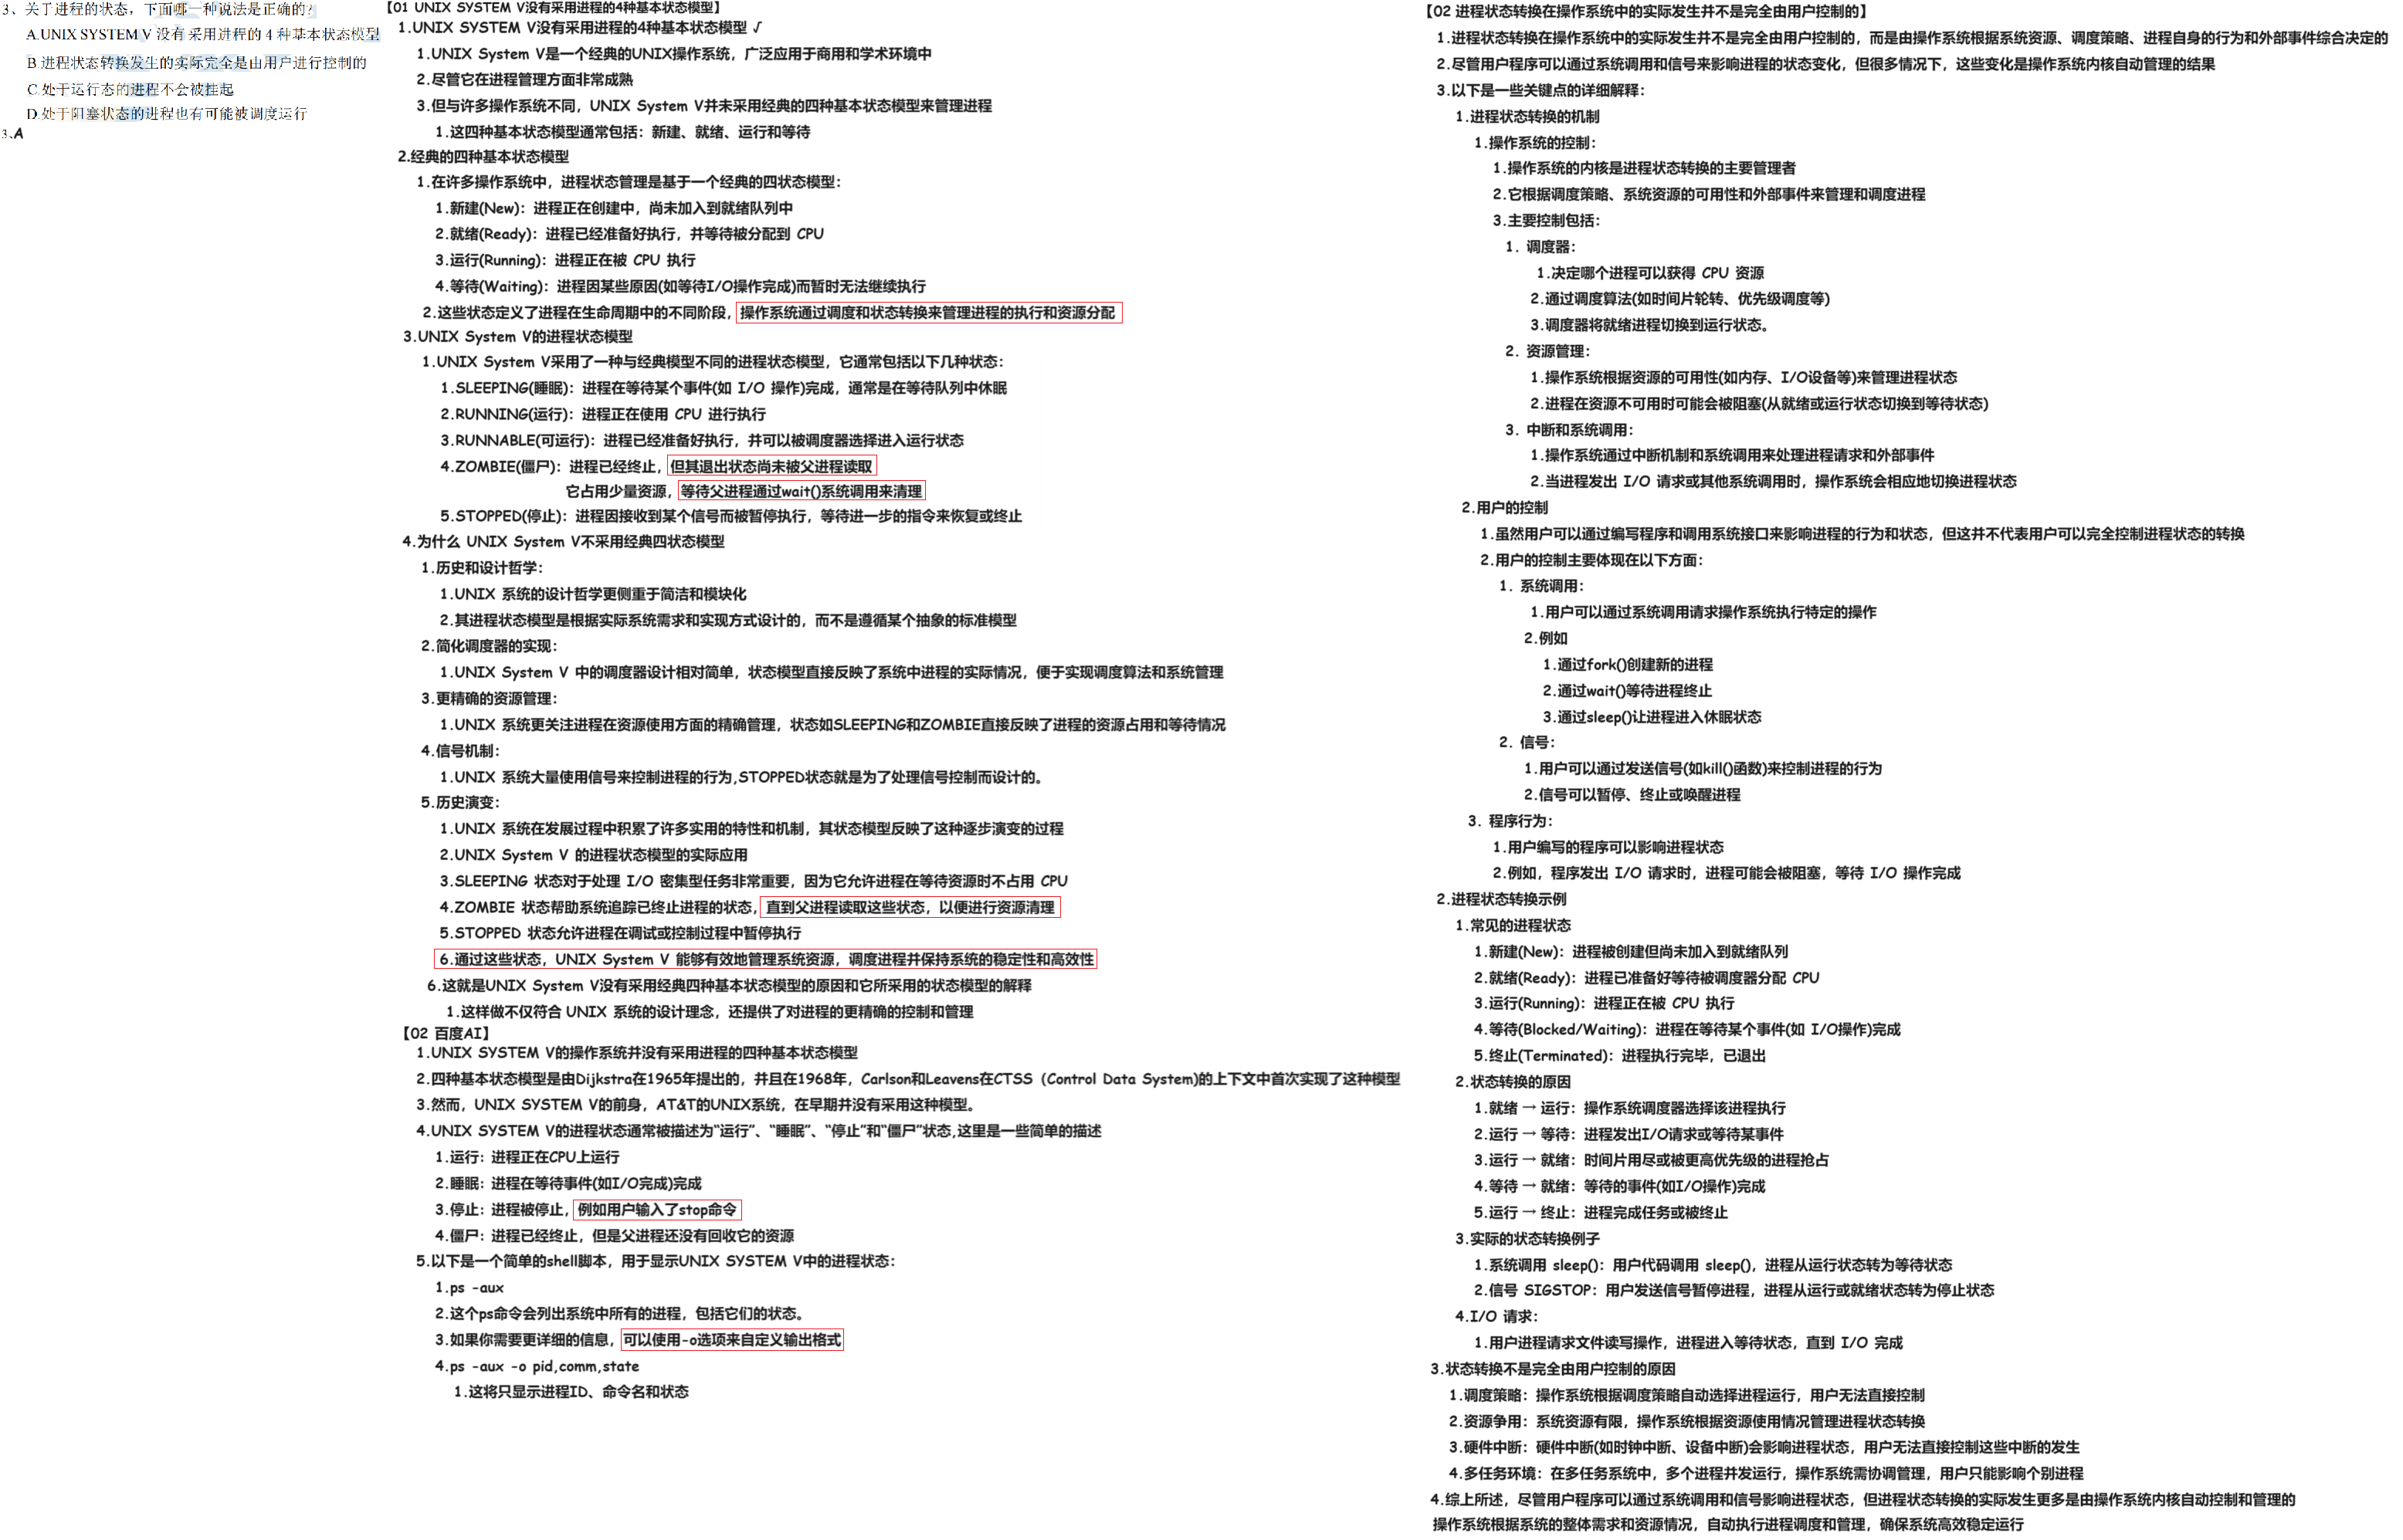 3、关于进程的状态，下面哪一种说法是正确的?
A.UNIX SYSTEM V 没有采用进程的 4 种基本状态模型
B.进程状态转换发生的实际完全是由用户进行控制的
C.处于运行态的进程不会被挂起
D.处于阻塞状态的进程也有可能被调度运行
3、A
【01 UNIX SYSTEM V没有采用进程的4种基本状态模型】
1.UNIX SYSTEM V没有采用进程的4种基本状态模型 √
1.UNIX System V是一个经典的UNIX操作系统，广泛应用于商用和学术环境中
2.尽管它在进程管理方面非常成熟
3.但与许多操作系统不同，UNIX System V并未采用经典的四种基本状态模型来管理进程
1.这四种基本状态模型通常包括：新建、就绪、运行和等待
2.经典的四种基本状态模型
1.在许多操作系统中，进程状态管理是基于一个经典的四状态模型：
1.新建(New)：进程正在创建中，尚未加入到就绪队列中
2.就绪(Ready)：进程已经准备好执行，并等待被分配到 CPU
3.运行(Running)：进程正在被 CPU 执行
4.等待(Waiting)：进程因某些原因(如等待I/O操作完成)而暂时无法继续执行
2.这些状态定义了进程在生命周期中的不同阶段，操作系统通过调度和状态转换来管理进程的执行和资源分配
3.UNIX System V的进程状态模型
1.UNIX System V采用了一种与经典模型不同的进程状态模型，它通常包括以下几种状态：
1.SLEEPING(睡眠)：进程在等待某个事件(如 I/O 操作)完成，通常是在等待队列中休眠
2.RUNNING(运行)：进程正在使用 CPU 进行执行
3.RUNNABLE(可运行)：进程已经准备好执行，并可以被调度器选择进入运行状态
4.ZOMBIE(僵尸)：进程已经终止，但其退出状态尚未被父进程读取
它占用少量资源，等待父进程通过wait()系统调用来清理
5.STOPPED(停止)：进程因接收到某个信号而被暂停执行，等待进一步的指令来恢复或终止
4.为什么 UNIX System V不采用经典四状态模型
1.历史和设计哲学：
1.UNIX 系统的设计哲学更侧重于简洁和模块化
2.其进程状态模型是根据实际系统需求和实现方式设计的，而不是遵循某个抽象的标准模型
2.简化调度器的实现：
1.UNIX System V 中的调度器设计相对简单，状态模型直接反映了系统中进程的实际情况，便于实现调度算法和系统管理
3.更精确的资源管理：
1.UNIX 系统更关注进程在资源使用方面的精确管理，状态如SLEEPING和ZOMBIE直接反映了进程的资源占用和等待情况
4.信号机制：
1.UNIX 系统大量使用信号来控制进程的行为,STOPPED状态就是为了处理信号控制而设计的。
5.历史演变：
1.UNIX 系统在发展过程中积累了许多实用的特性和机制，其状态模型反映了这种逐步演变的过程
2.UNIX System V 的进程状态模型的实际应用
3.SLEEPING 状态对于处理 I/O 密集型任务非常重要，因为它允许进程在等待资源时不占用 CPU
4.ZOMBIE 状态帮助系统追踪已终止进程的状态，直到父进程读取这些状态，以便进行资源清理
5.STOPPED 状态允许进程在调试或控制过程中暂停执行
6.通过这些状态，UNIX System V 能够有效地管理系统资源，调度进程并保持系统的稳定性和高效性
6.这就是UNIX System V没有采用经典四种基本状态模型的原因和它所采用的状态模型的解释
1.这样做不仅符合 UNIX 系统的设计理念，还提供了对进程的更精确的控制和管理
【02 百度AI】
1.UNIX SYSTEM V的操作系统并没有采用进程的四种基本状态模型
2.四种基本状态模型是由Dijkstra在1965年提出的，并且在1968年，Carlson和Leavens在CTSS (Control Data System)的上下文中首次实现了这种模型
3.然而，UNIX SYSTEM V的前身，AT&T的UNIX系统，在早期并没有采用这种模型。
4.UNIX SYSTEM V的进程状态通常被描述为“运行”、“睡眠”、“停止”和“僵尸”状态,这里是一些简单的描述
1.运行：进程正在CPU上运行
2.睡眠：进程在等待事件(如I/O完成)完成
3.停止：进程被停止，例如用户输入了stop命令
4.僵尸：进程已经终止，但是父进程还没有回收它的资源
5.以下是一个简单的shell脚本，用于显示UNIX SYSTEM V中的进程状态：
1.ps -aux
2.这个ps命令会列出系统中所有的进程，包括它们的状态。
3.如果你需要更详细的信息，可以使用-o选项来自定义输出格式
4.ps -aux -o pid,comm,state
1.这将只显示进程ID、命令名和状态
【02 进程状态转换在操作系统中的实际发生并不是完全由用户控制的】
1.进程状态转换在操作系统中的实际发生并不是完全由用户控制的，而是由操作系统根据系统资源、调度策略、进程自身的行为和外部事件综合决定的
2.尽管用户程序可以通过系统调用和信号来影响进程的状态变化，但很多情况下，这些变化是操作系统内核自动管理的结果
3.以下是一些关键点的详细解释：
1.进程状态转换的机制
1.操作系统的控制：
1.操作系统的内核是进程状态转换的主要管理者
2.它根据调度策略、系统资源的可用性和外部事件来管理和调度进程
3.主要控制包括：
1. 调度器：
1.决定哪个进程可以获得 CPU 资源
2.通过调度算法(如时间片轮转、优先级调度等)
3.调度器将就绪进程切换到运行状态。
2. 资源管理：
1.操作系统根据资源的可用性(如内存、I/O设备等)来管理进程状态
2.进程在资源不可用时可能会被阻塞(从就绪或运行状态切换到等待状态)
3. 中断和系统调用：
1.操作系统通过中断机制和系统调用来处理进程请求和外部事件
2.当进程发出 I/O 请求或其他系统调用时，操作系统会相应地切换进程状态
2.用户的控制
1.虽然用户可以通过编写程序和调用系统接口来影响进程的行为和状态，但这并不代表用户可以完全控制进程状态的转换
2.用户的控制主要体现在以下方面：
1. 系统调用：
1.用户可以通过系统调用请求操作系统执行特定的操作
2.例如
1.通过fork()创建新的进程
2.通过wait()等待进程终止
3.通过sleep()让进程进入休眠状态
2. 信号：
1.用户可以通过发送信号(如kill()函数)来控制进程的行为
2.信号可以暂停、终止或唤醒进程
3. 程序行为：
1.用户编写的程序可以影响进程状态
2.例如，程序发出 I/O 请求时，进程可能会被阻塞，等待 I/O 操作完成
2.进程状态转换示例
1.常见的进程状态
1.新建(New)：进程被创建但尚未加入到就绪队列
2.就绪(Ready)：进程已准备好等待被调度器分配 CPU
3.运行(Running)：进程正在被 CPU 执行
4.等待(Blocked/Waiting)：进程在等待某个事件(如 I/O操作)完成
5.终止(Terminated)：进程执行完毕，已退出
2.状态转换的原因
1.就绪 → 运行：操作系统调度器选择该进程执行
2.运行 → 等待：进程发出I/O请求或等待某事件
3.运行 → 就绪：时间片用尽或被更高优先级的进程抢占
4.等待 → 就绪：等待的事件(如I/O操作)完成
5.运行 → 终止：进程完成任务或被终止
3.实际的状态转换例子
1.系统调用 sleep()：用户代码调用 sleep()，进程从运行状态转为等待状态
2.信号 SIGSTOP：用户发送信号暂停进程，进程从运行或就绪状态转为停止状态
4.I/O 请求：
1.用户进程请求文件读写操作，进程进入等待状态，直到 I/O 完成
3.状态转换不是完全由用户控制的原因
1.调度策略：操作系统根据调度策略自动选择进程运行，用户无法直接控制
2.资源争用：系统资源有限，操作系统根据资源使用情况管理进程状态转换
3.硬件中断：硬件中断(如时钟中断、设备中断)会影响进程状态，用户无法直接控制这些中断的发生
4.多任务环境：在多任务系统中，多个进程并发运行，操作系统需协调管理，用户只能影响个别进程
4.综上所述，尽管用户程序可以通过系统调用和信号影响进程状态，但进程状态转换的实际发生更多是由操作系统内核自动控制和管理的
操作系统根据系统的整体需求和资源情况，自动执行进程调度和管理，确保系统高效稳定运行